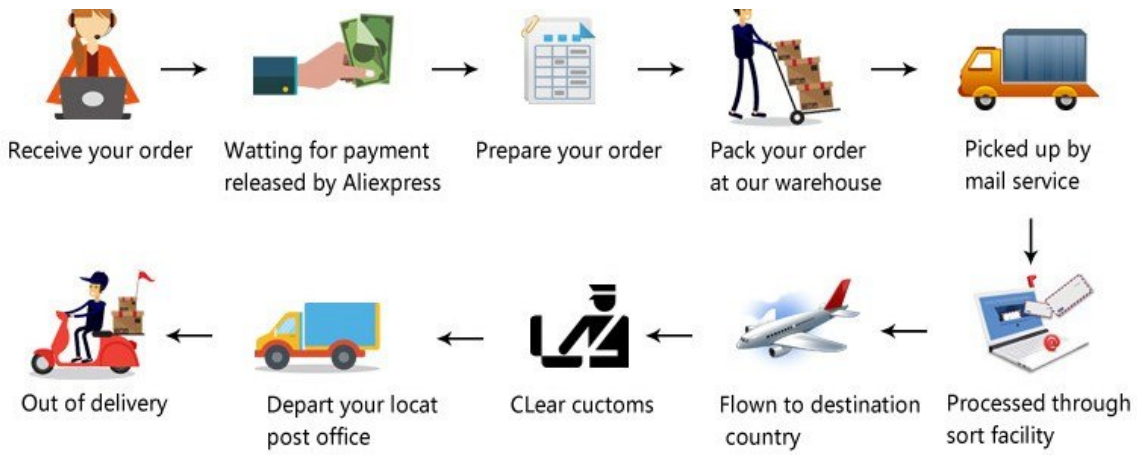 Receive your order
Watting for payment
released by Aliexpress
Prepare your order
Pack your order
at our warehouse
Picked up by
mail service
Processed through
sort facility
Flown to destination
country
CLear cuctoms
Depart your locat
post office
Out of delivery